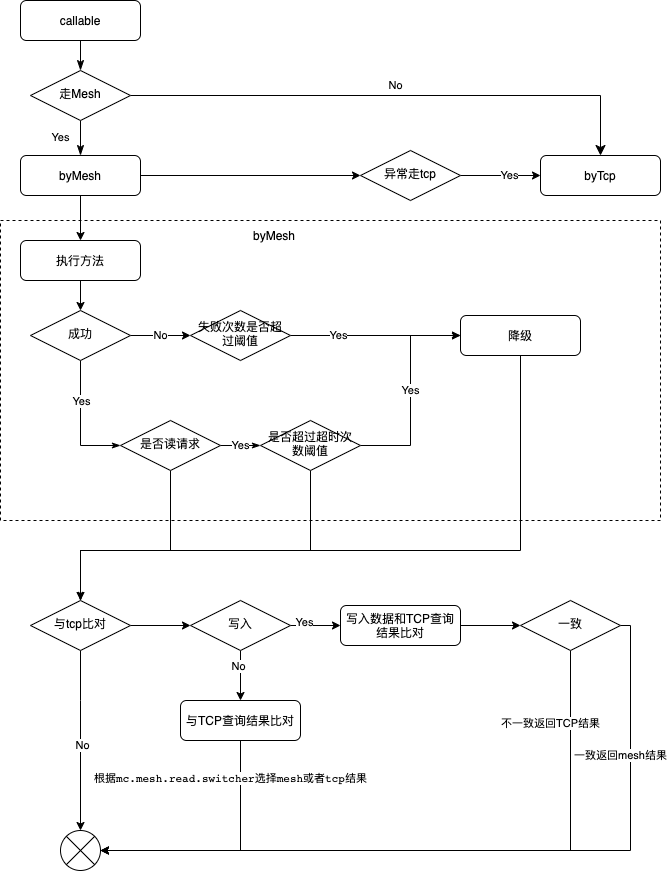 callable
走Mesh
No
Yes
byMesh
异常走tcp
Yes
byTcp
byMesh
执行方法
成功
No
失败次数是否超
过阈值
Yes
降级
Yes
Yes
是否读请求
Yes
是否超过超时次
数阈值
与tcp比对
写入
Yes
写入数据和TCP查询
结果比对
一致
No
与TCP查询结果比对
不一致返回TCP结果
No
一致返回mesh结果
根据mc.mesh.read.switcher选择mesh或者tcp结果